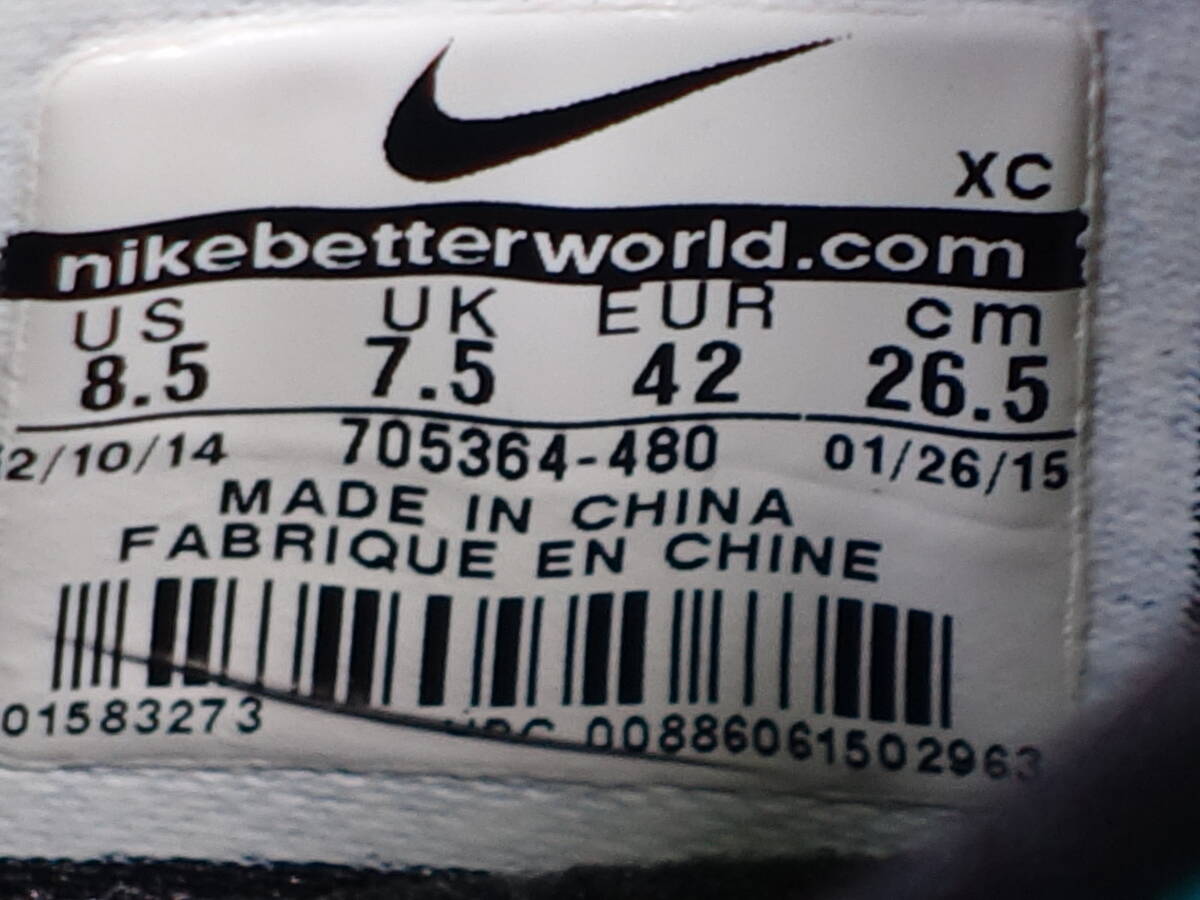 XC
nikebetterworld.com
US UK EUR cm
8.5 7.5 42 26.5
2/10/14 705364-480 01/26/15
MADE IN CHINA
FABRIQUE EN CHINE
01583273 UPC 00886061502963